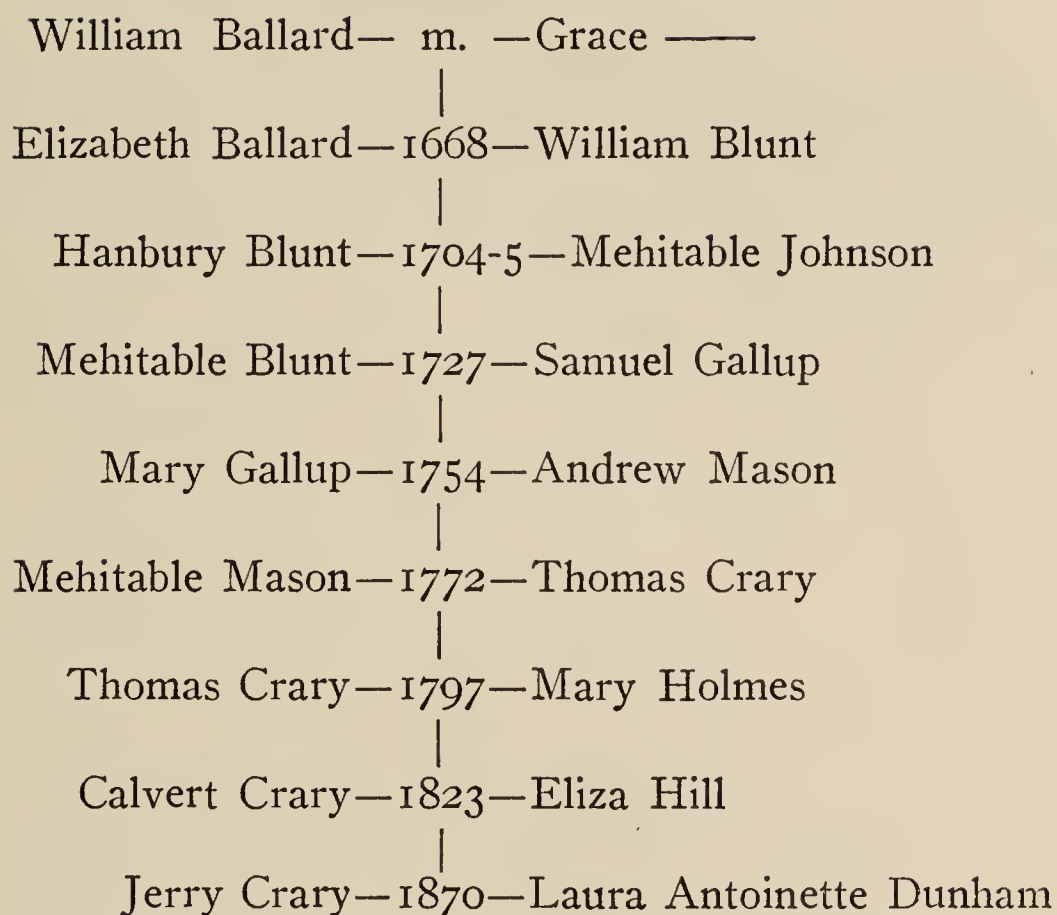 William Ballard— m. —Grace ——
Elizabeth Ballard—1668—William Blunt
Hanbury Blunt—1704-5—Mehitable Johnson
Mehitable Blunt—1727—Samuel Gallup
Mary Gallup—1754—Andrew Mason
Mehitable Mason—1772—Thomas Crary
Thomas Crary—1797—Mary Holmes
Calvert Crary—1823—Eliza Hill
Jerry Crary—1870—Laura Antoinette Dunham